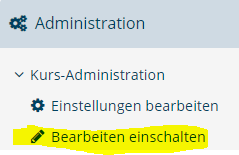 Administration
Kurs-Administration
Einstellungen bearbeiten
Bearbeiten einschalten